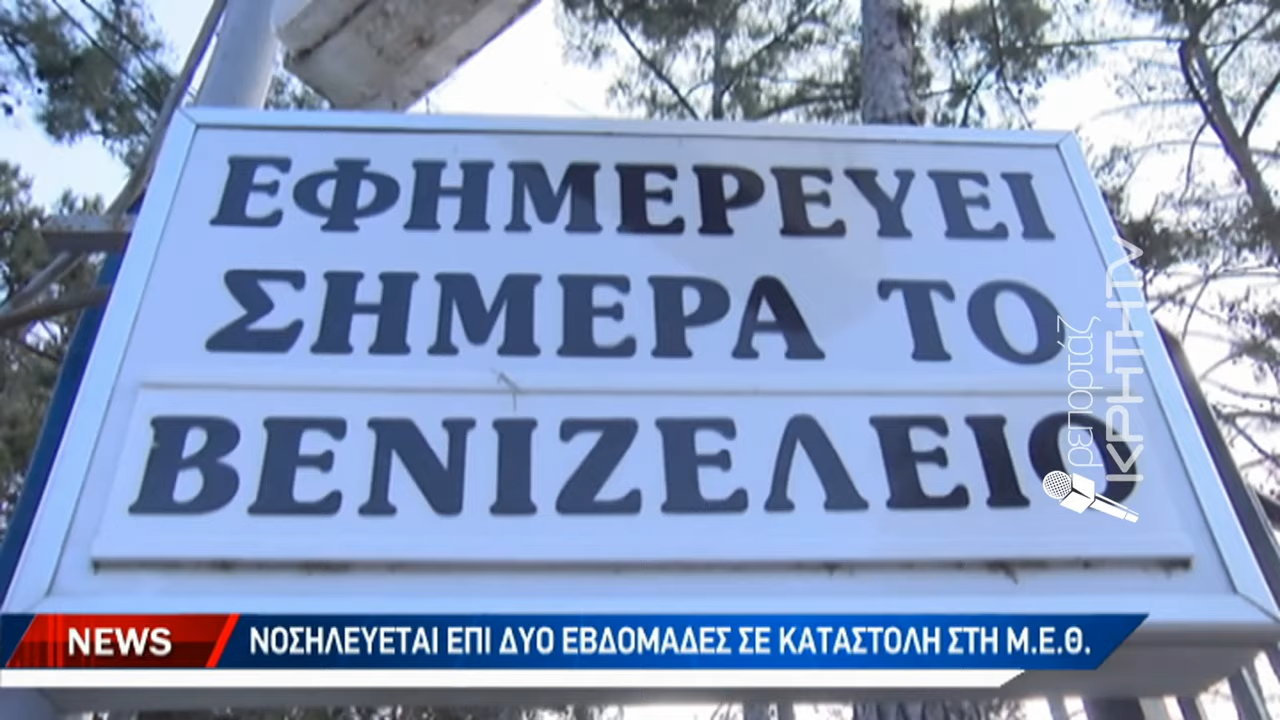 ΕΦΗΜΕΡΕΥΕΙ
ΣΗΜΕΡΑ ΤΟ
ΒΕΝΙΖΕΛΕΙΟ
ρεπορτάζ
ΚΡΗΤΗ TV
NEWS
ΝΟΣΗΛΕΥΕΤΑΙ ΕΠΙ ΔΥΟ ΕΒΔΟΜΑΔΕΣ ΣΕ ΚΑΤΑΣΤΟΛΗ ΣΤΗ Μ.Ε.Θ.